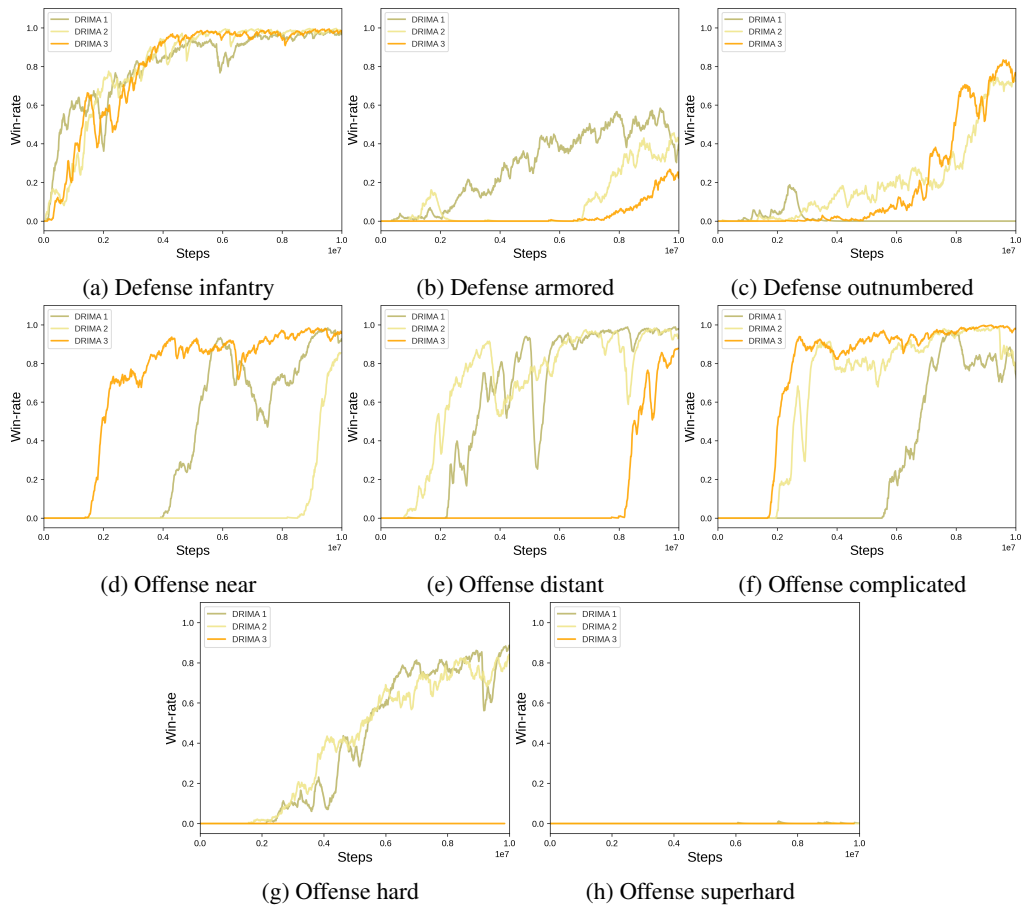 DRIMA 1
DRIMA 2
DRIMA 3
Win-rate
1.0
0.8
0.6
0.4
0.2
0.0
0.0 0.2 0.4 0.6 0.8 1.0
1e7
Steps
(a) Defense infantry
DRIMA 1
DRIMA 2
DRIMA 3
Win-rate
1.0
0.8
0.6
0.4
0.2
0.0
0.0 0.2 0.4 0.6 0.8 1.0
1e7
Steps
(b) Defense armored
DRIMA 1
DRIMA 2
DRIMA 3
Win-rate
1.0
0.8
0.6
0.4
0.2
0.0
0.0 0.2 0.4 0.6 0.8 1.0
1e7
Steps
(c) Defense outnumbered
DRIMA 1
DRIMA 2
DRIMA 3
Win-rate
1.0
0.8
0.6
0.4
0.2
0.0
0.0 0.2 0.4 0.6 0.8 1.0
1e7
Steps
(d) Offense near
DRIMA 1
DRIMA 2
DRIMA 3
Win-rate
1.0
0.8
0.6
0.4
0.2
0.0
0.0 0.2 0.4 0.6 0.8 1.0
1e7
Steps
(e) Offense distant
DRIMA 1
DRIMA 2
DRIMA 3
Win-rate
1.0
0.8
0.6
0.4
0.2
0.0
0.0 0.2 0.4 0.6 0.8 1.0
1e7
Steps
(f) Offense complicated
DRIMA 1
DRIMA 2
DRIMA 3
Win-rate
1.0
0.8
0.6
0.4
0.2
0.0
0.0 0.2 0.4 0.6 0.8 1.0
1e7
Steps
(g) Offense hard
DRIMA 1
DRIMA 2
DRIMA 3
Win-rate
1.0
0.8
0.6
0.4
0.2
0.0
0.0 0.2 0.4 0.6 0.8 1.0
1e7
Steps
(h) Offense superhard